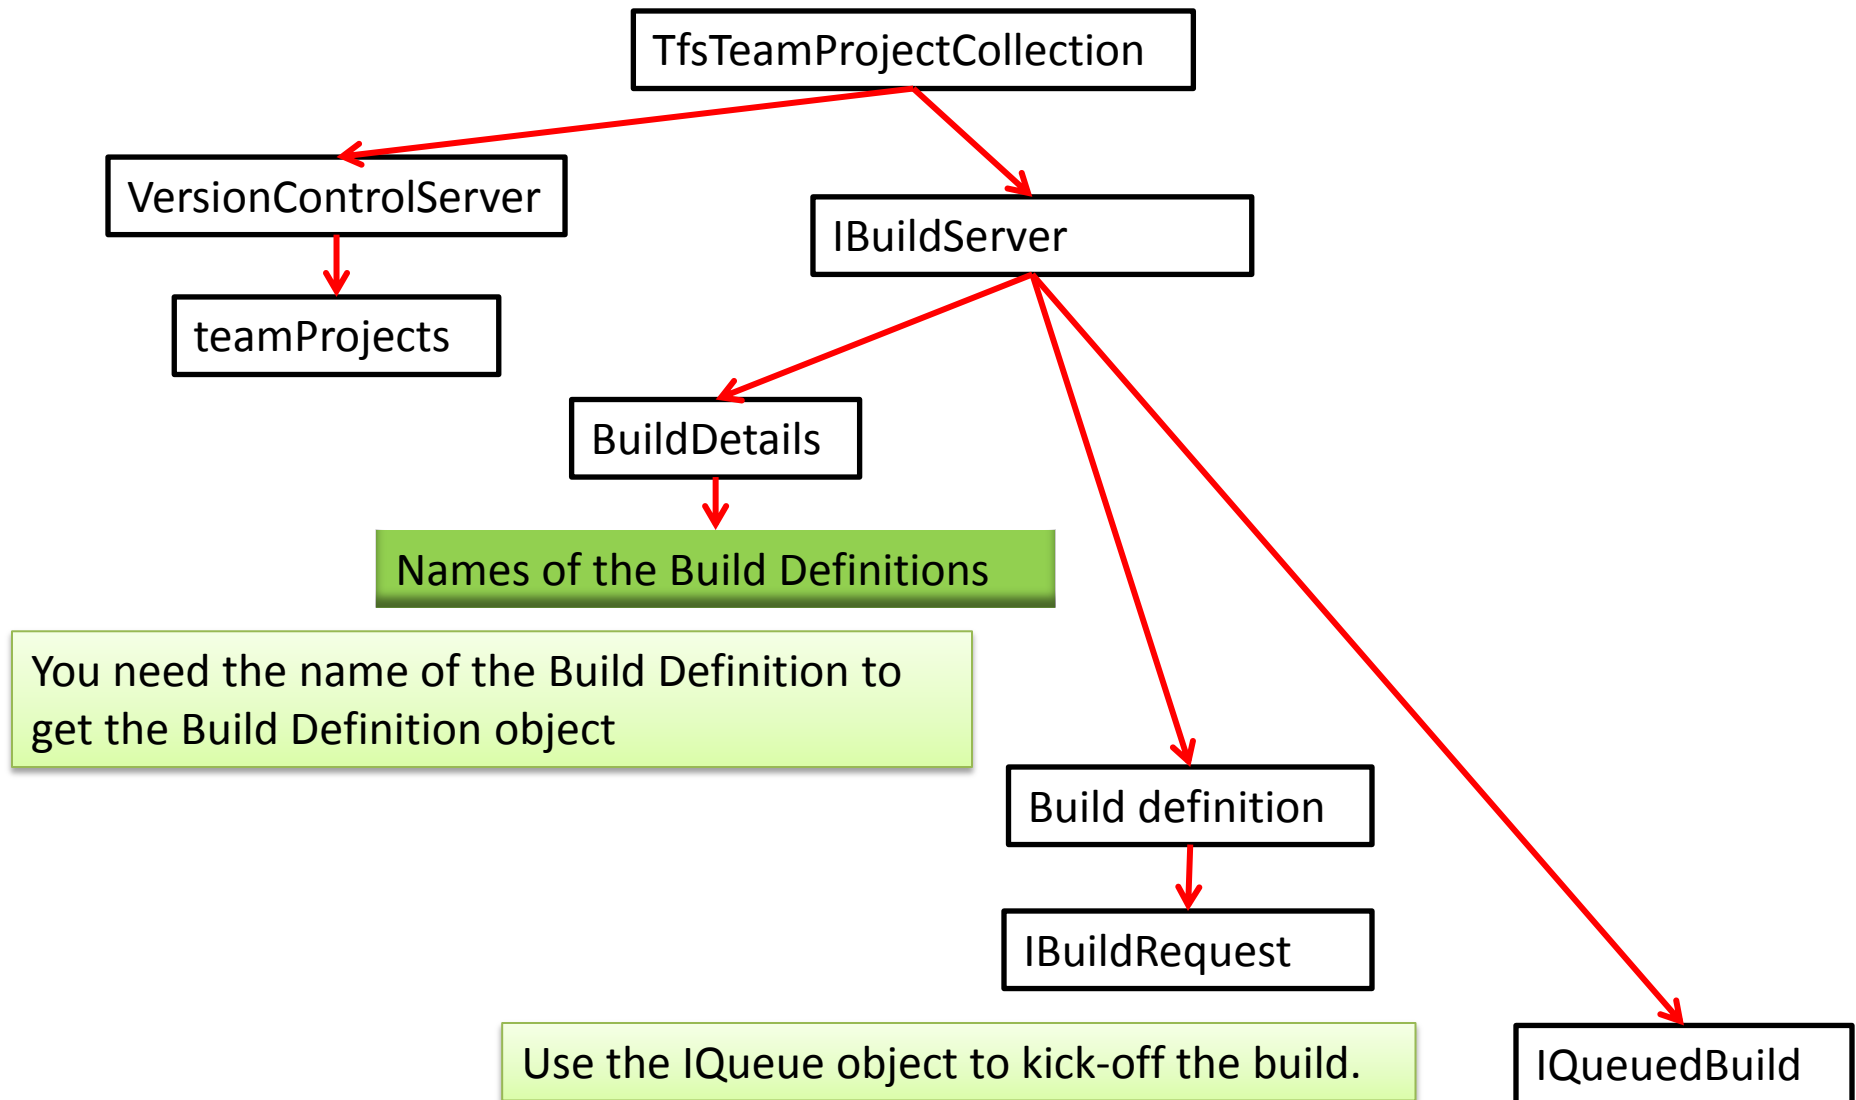 TfsTeamProjectCollection
VersionControlServer
IBuildServer
teamProjects
BuildDetails
Names of the Build Definitions
You need the name of the Build Definition to
get the Build Definition object
Build definition
IBuildRequest
Use the IQueue object to kick-off the build.
IQueuedBuild